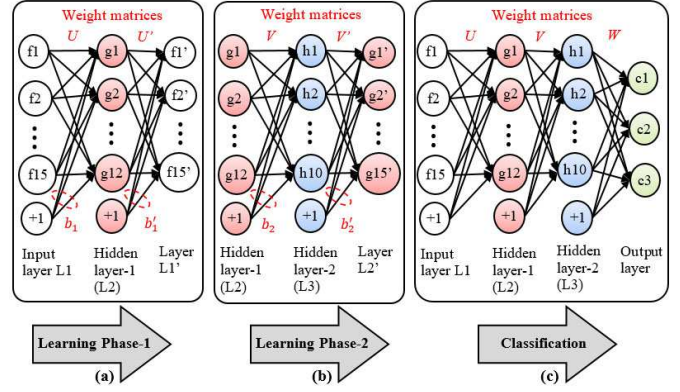 Weight matrices
U
U'
f1
g1
f1'
f2
g2
f2'
f15
g12
f15'
+1
+1
b1
b1'
Input
layer L1
Hidden
layer-1
(L2)
Layer
L1'
Learning Phase-1
(a)
Weight matrices
V
V'
g1
h1
g1'
g2
h2
g2'
g12
h10
g15'
+1
+1
b2
b2'
Hidden
layer-1
(L2)
Hidden
layer-2
(L3)
Layer
L2'
Learning Phase-2
(b)
Weight matrices
U
V
W
f1
g1
h1
c1
f2
g2
h2
c2
f15
g12
h10
c3
+1
+1
+1
Input
layer L1
Hidden
layer-1
(L2)
Hidden
layer-2
(L3)
Output
layer
Classification
(c)